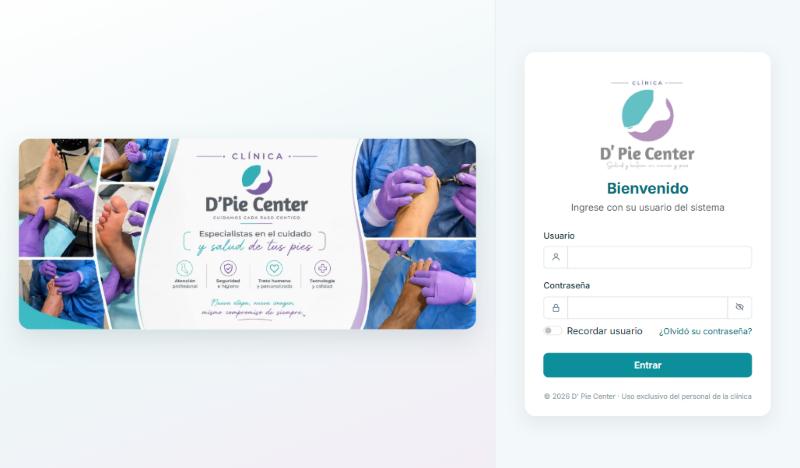 CLÍNICA
D'Pie Center
CUIDAMOS CADA PASO CONTIGO
Especialistas en el cuidado
y salud de tus pies
Atención profesional
Seguridad e higiene
Trato humano y personalizado
Tecnología y calidad
Nueva etapa, nueva imagen,
mismo compromiso de siempre.
CLÍNICA
D' Pie Center
Bienvenido
Ingrese con su usuario del sistema
Usuario
Contraseña
Recordar usuario
¿Olvidó su contraseña?
Entrar
© 2026 D' Pie Center · Uso exclusivo del personal de la clínica